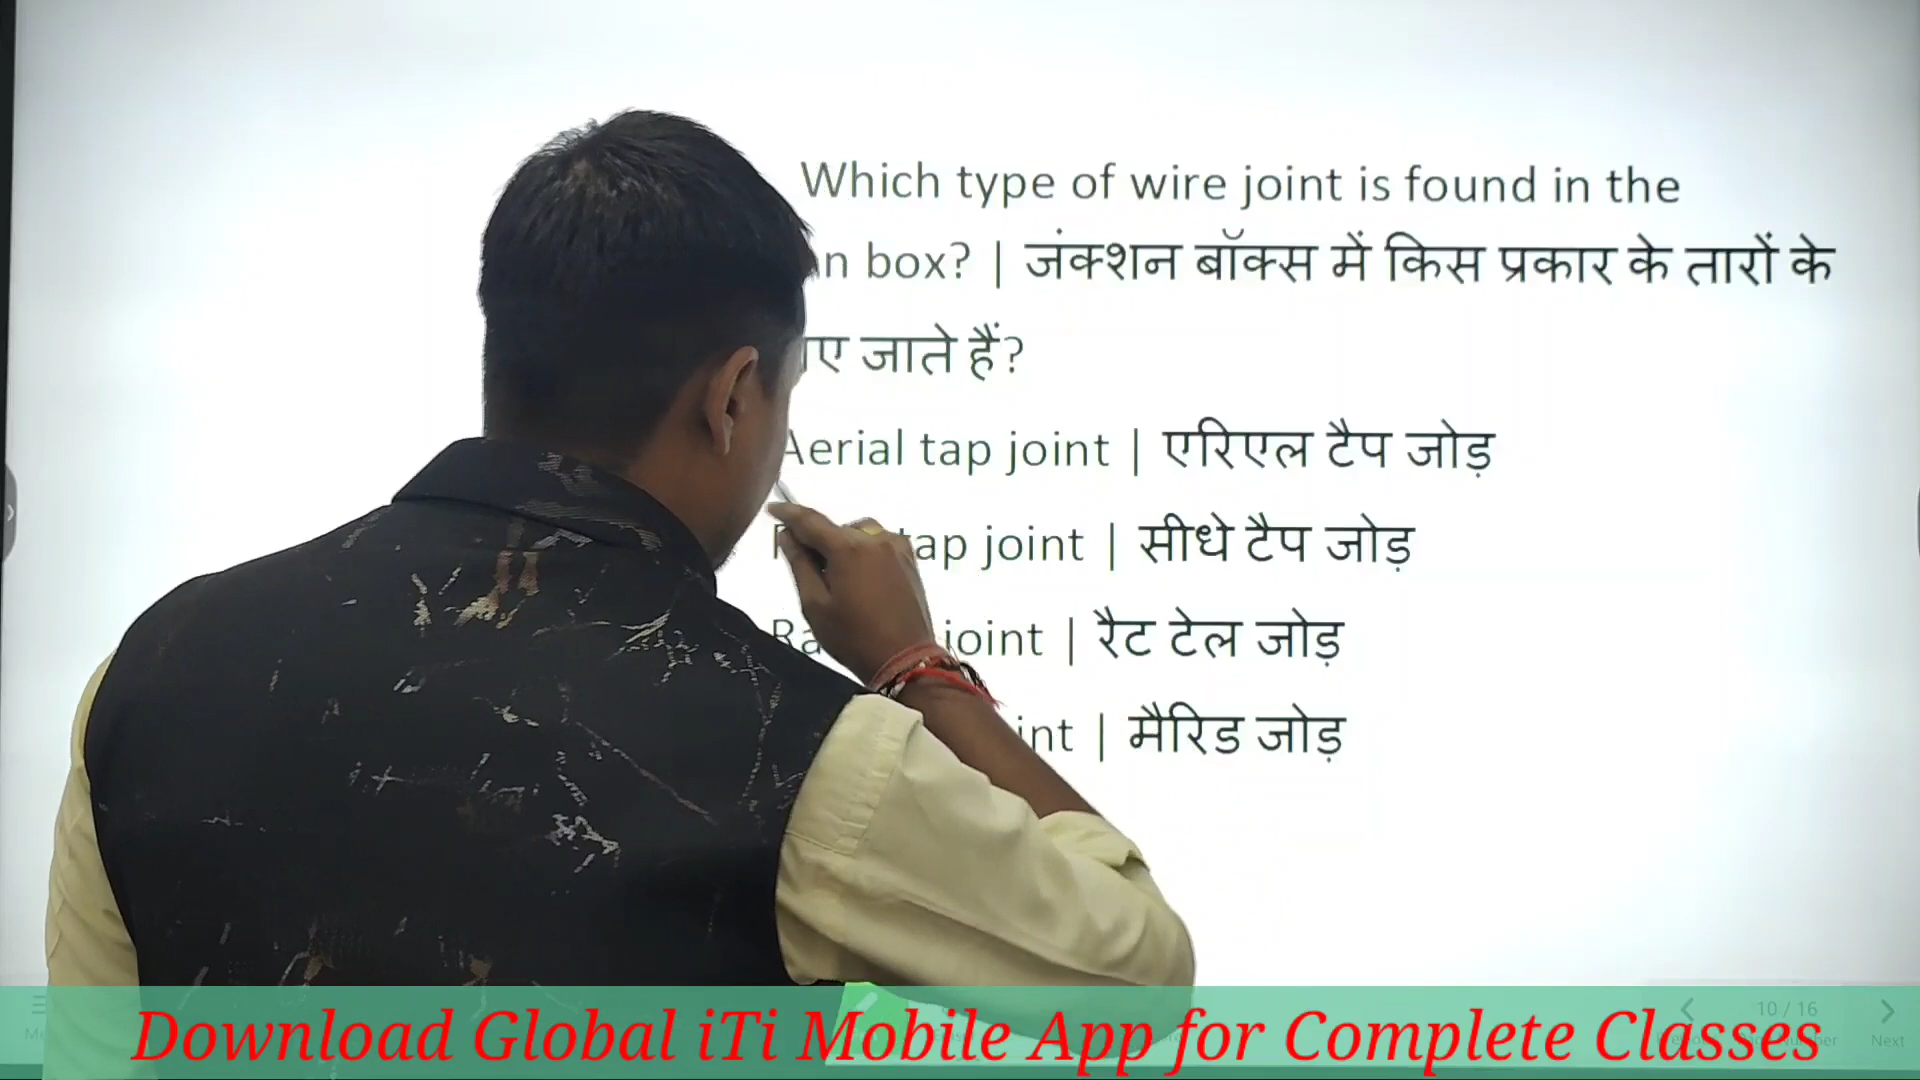 Which type of wire joint is found in the
box? | जंक्शन बॉक्स में किस प्रकार के तारों के
जाते हैं?
Aerial tap joint | एरिएल टैप जोड़
tap joint | सीधे टैप जोड़
joint | रैट टेल जोड़
| मैरिड जोड़
10 / 16
Next
Download Global iTi Mobile App for Complete Classes